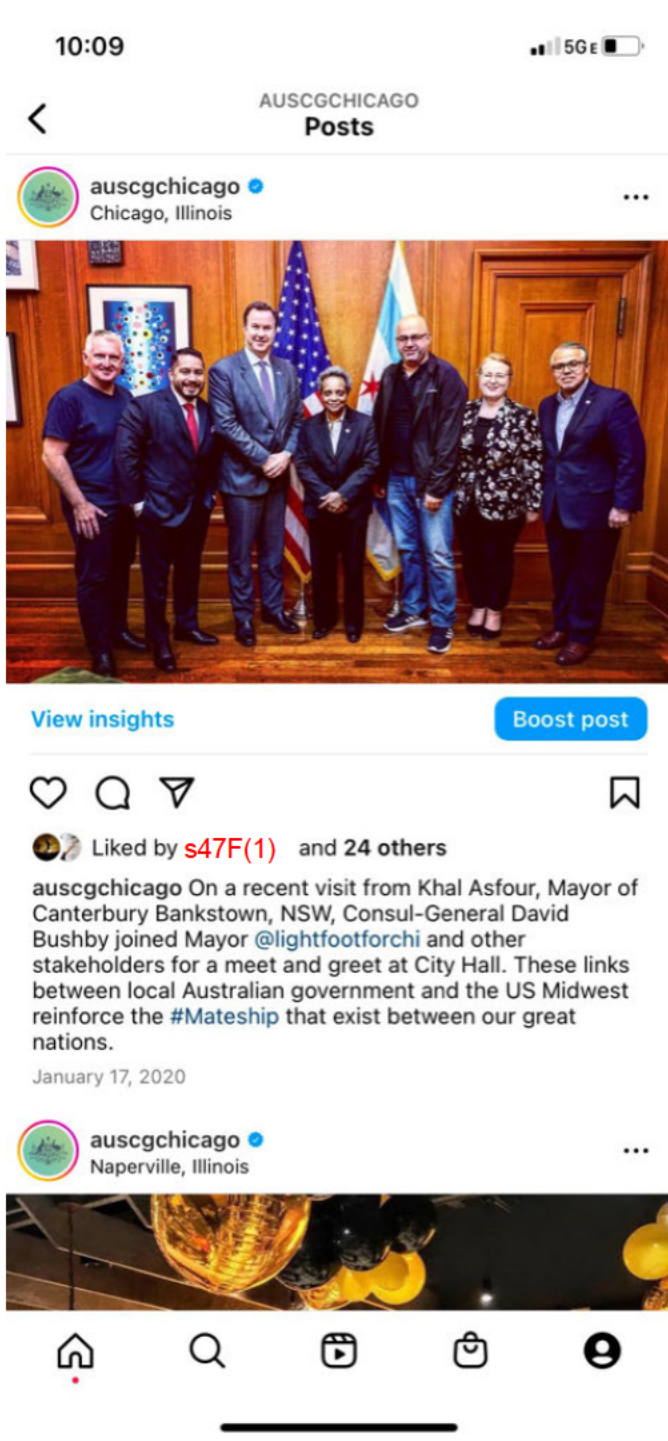 10:09
5GE
AUSCGCHICAGO
Posts
auscgchicago
Chicago, Illinois
View insights
Boost post
Liked by s47F(1) and 24 others
auscgchicago On a recent visit from Khal Asfour, Mayor of
Canterbury Bankstown, NSW, Consul-General David
Bushby joined Mayor @lightfootforchi and other
stakeholders for a meet and greet at City Hall. These links
between local Australian government and the US Midwest
reinforce the #Mateship that exist between our great
nations.
January 17, 2020
auscgchicago
Naperville, Illinois